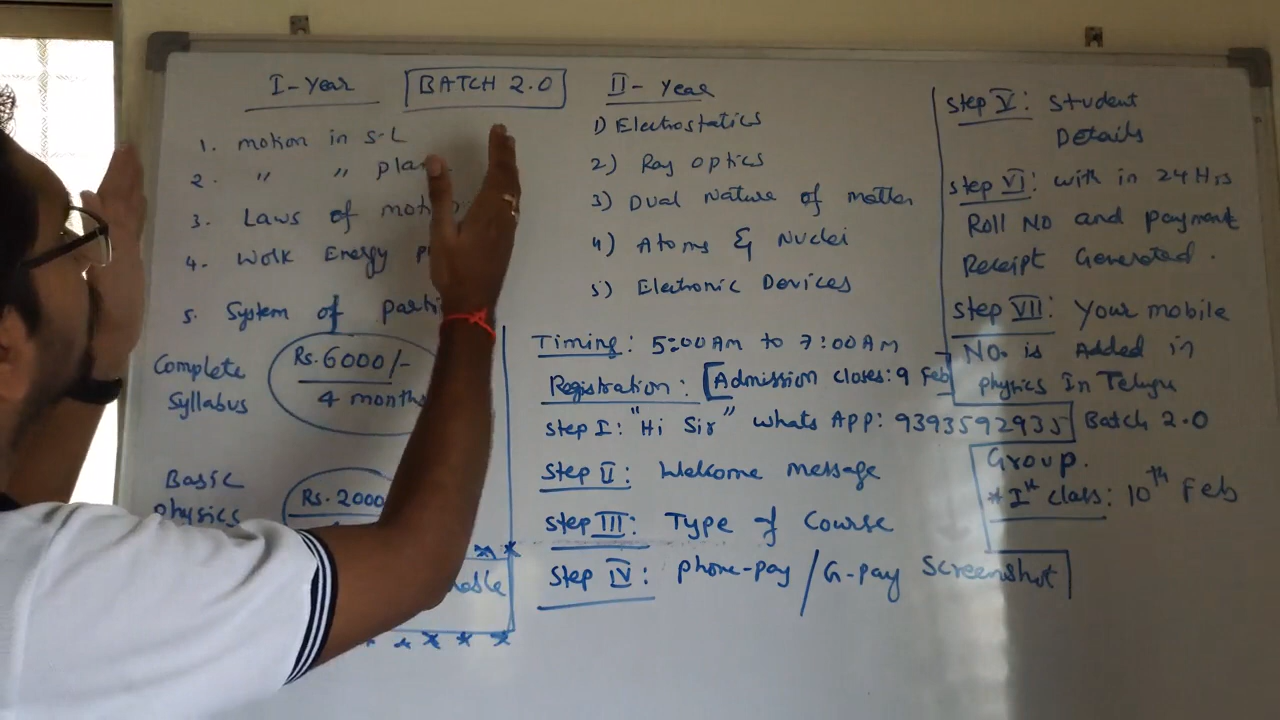 I-Year
BATCH 2.0
1. motion in S-L
2. " "
3. Laws of
4. Work Energy
5. System of
Complete
Syllabus
Rs. 6000/-
4 months
Basic
physics
Rs. 2000
II- Year
1) Electrostatics
2) Ray optics
3) Dual Nature of matter
4) Atoms & Nuclei
5) Electronic Devices
Timing: 5:00 Am to 7:00 Am
Registration: [Admission closes: 9 Feb]
Step I: "Hi Sir" whats App: 9393592935
Step II: Welcome message
Step III: Type of Course
Step IV: phone-pay / G-pay Screenshot
Step V: Student
Details
Step VI: with in 24 Hrs
Roll No and payment
Receipt Generated.
Step VII: Your mobile
No. is Added in
physics In Telugu
Batch 2.0
Group.
* Ist class: 10th Feb